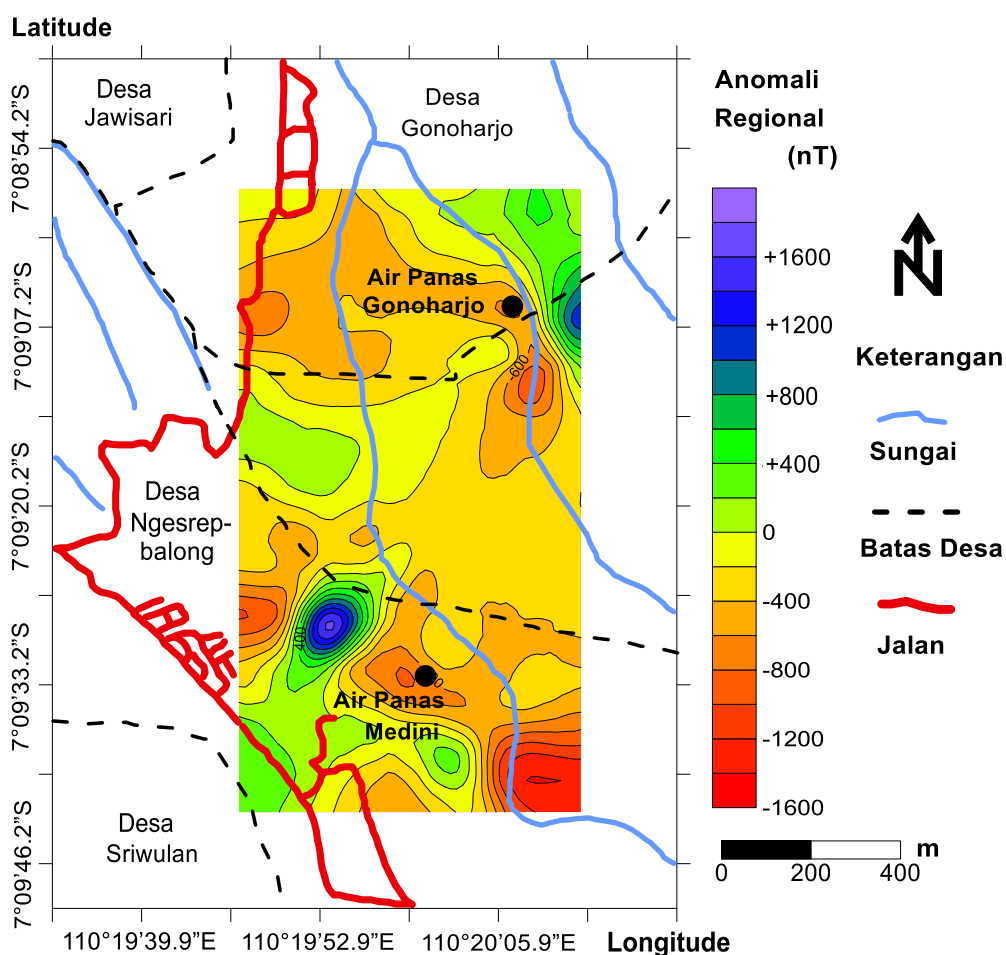 Latitude
7°08'54.2"S
7°09'07.2"S
7°09'20.2"S
7°09'33.2"S
7°09'46.2"S
Desa
Jawisari
Desa
Gonoharjo
Air Panas
Gonoharjo
-600
Desa
Ngesrep-
balong
400
Air Panas
Medini
Desa
Sriwulan
110°19'39.9"E
110°19'52.9"E
110°20'05.9"E
Longitude
Anomali
Regional
(nT)
+1600
+1200
+800
+400
0
-400
-800
-1200
-1600
0
200
400
m
N
Keterangan
Sungai
Batas Desa
Jalan